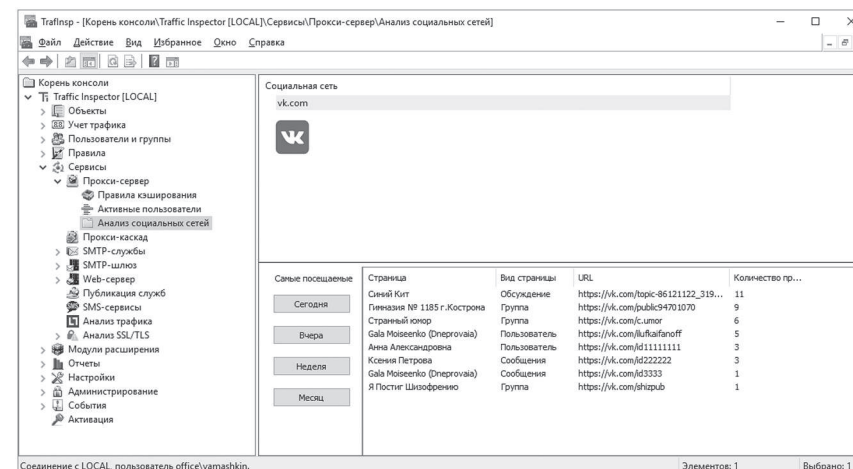 TrafInsp - [Корень консоли\Traffic Inspector [LOCAL]\Сервисы\Прокси-сервер\Анализ социальных сетей]
Файл Действие Вид Избранное Окно Справка
Корень консоли
Traffic Inspector [LOCAL]
Объекты
Учет трафика
Пользователи и группы
Правила
Сервисы
Прокси-сервер
Правила кэширования
Активные пользователи
Анализ социальных сетей
Прокси-каскад
SMTP-службы
SMTP-шлюз
Web-сервер
Публикация служб
SMS-сервисы
Анализ трафика
Анализ SSL/TLS
Модули расширения
Отчеты
Настройки
Администрирование
События
Активация
Социальная сеть
vk.com
Самые посещаемые
Сегодня
Вчера
Неделя
Месяц
Страница Вид страницы URL Количество пр...
Синий Кит Обсуждение https://vk.com/topic-86121122_319... 11
Гимназия № 1185 г.Кострома Группа https://vk.com/public94701070 9
Странный юмор Группа https://vk.com/c.umor 6
Gala Moiseenko (Dneprovaia) Пользователь https://vk.com/ilufkaifanoff 5
Анна Александровна Пользователь https://vk.com/id11111111 3
Ксения Петрова Сообщения https://vk.com/id222222 3
Gala Moiseenko (Dneprovaia) Сообщения https://vk.com/id3333 1
Я Постиг Шизофрению Группа https://vk.com/shizpub 1
Соединение с LOCAL, пользователь office\yamashkin. Элементов: 1 Выбрано: 1